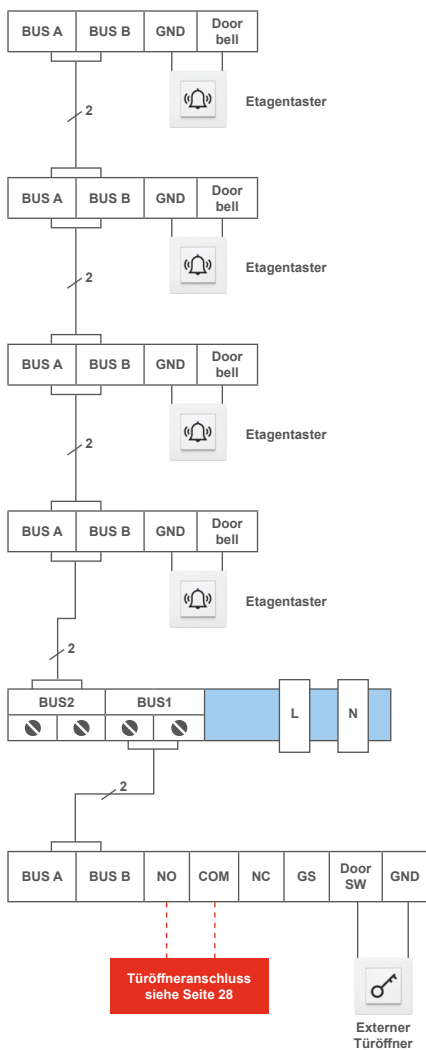 BUS A BUS B GND Door bell
2
Etagentaster
BUS A BUS B GND Door bell
2
Etagentaster
BUS A BUS B GND Door bell
2
Etagentaster
BUS A BUS B GND Door bell
Etagentaster
2
BUS2 BUS1 L N
2
BUS A BUS B NO COM NC GS Door SW GND
Türöffneranschluss
siehe Seite 28
Externer
Türöffner